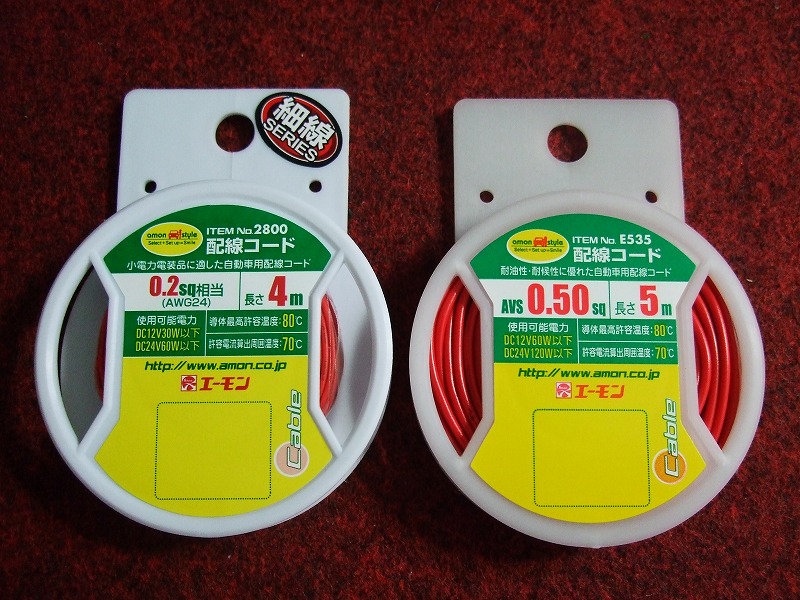 細線
SERIES
amon style
Select+Set up=Smile
ITEM No.2800
配線コード
小電力電装品に適した自動車用配線コード
0.2sq相当
(AWG24)
長さ 4m
使用可能電力
DC12V30W以下
DC24V60W以下
導体最高許容温度:80℃
許容電流算出周囲温度:70℃
http://www.amon.co.jp
エーモン
Cable
amon style
Select+Set up=Smile
ITEM No. E535
配線コード
耐油性・耐候性に優れた自動車用配線コード
AVS 0.50sq
長さ 5m
使用可能電力
DC12V60W以下
DC24V120W以下
導体最高許容温度:80℃
許容電流算出周囲温度:70℃
http://www.amon.co.jp
エーモン
Cable